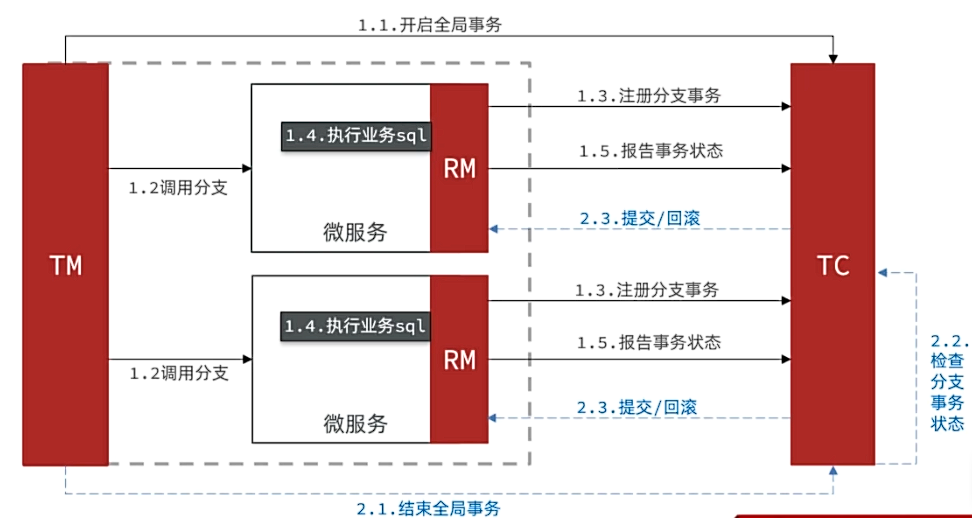 1.1.开启全局事务
TM
1.2调用分支
1.4.执行业务sql
RM
微服务
1.3.注册分支事务
1.5.报告事务状态
2.3.提交/回滚
TC
1.2调用分支
1.4.执行业务sql
RM
微服务
1.3.注册分支事务
1.5.报告事务状态
2.3.提交/回滚
2.2.
检查
分支
事务
状态
2.1.结束全局事务